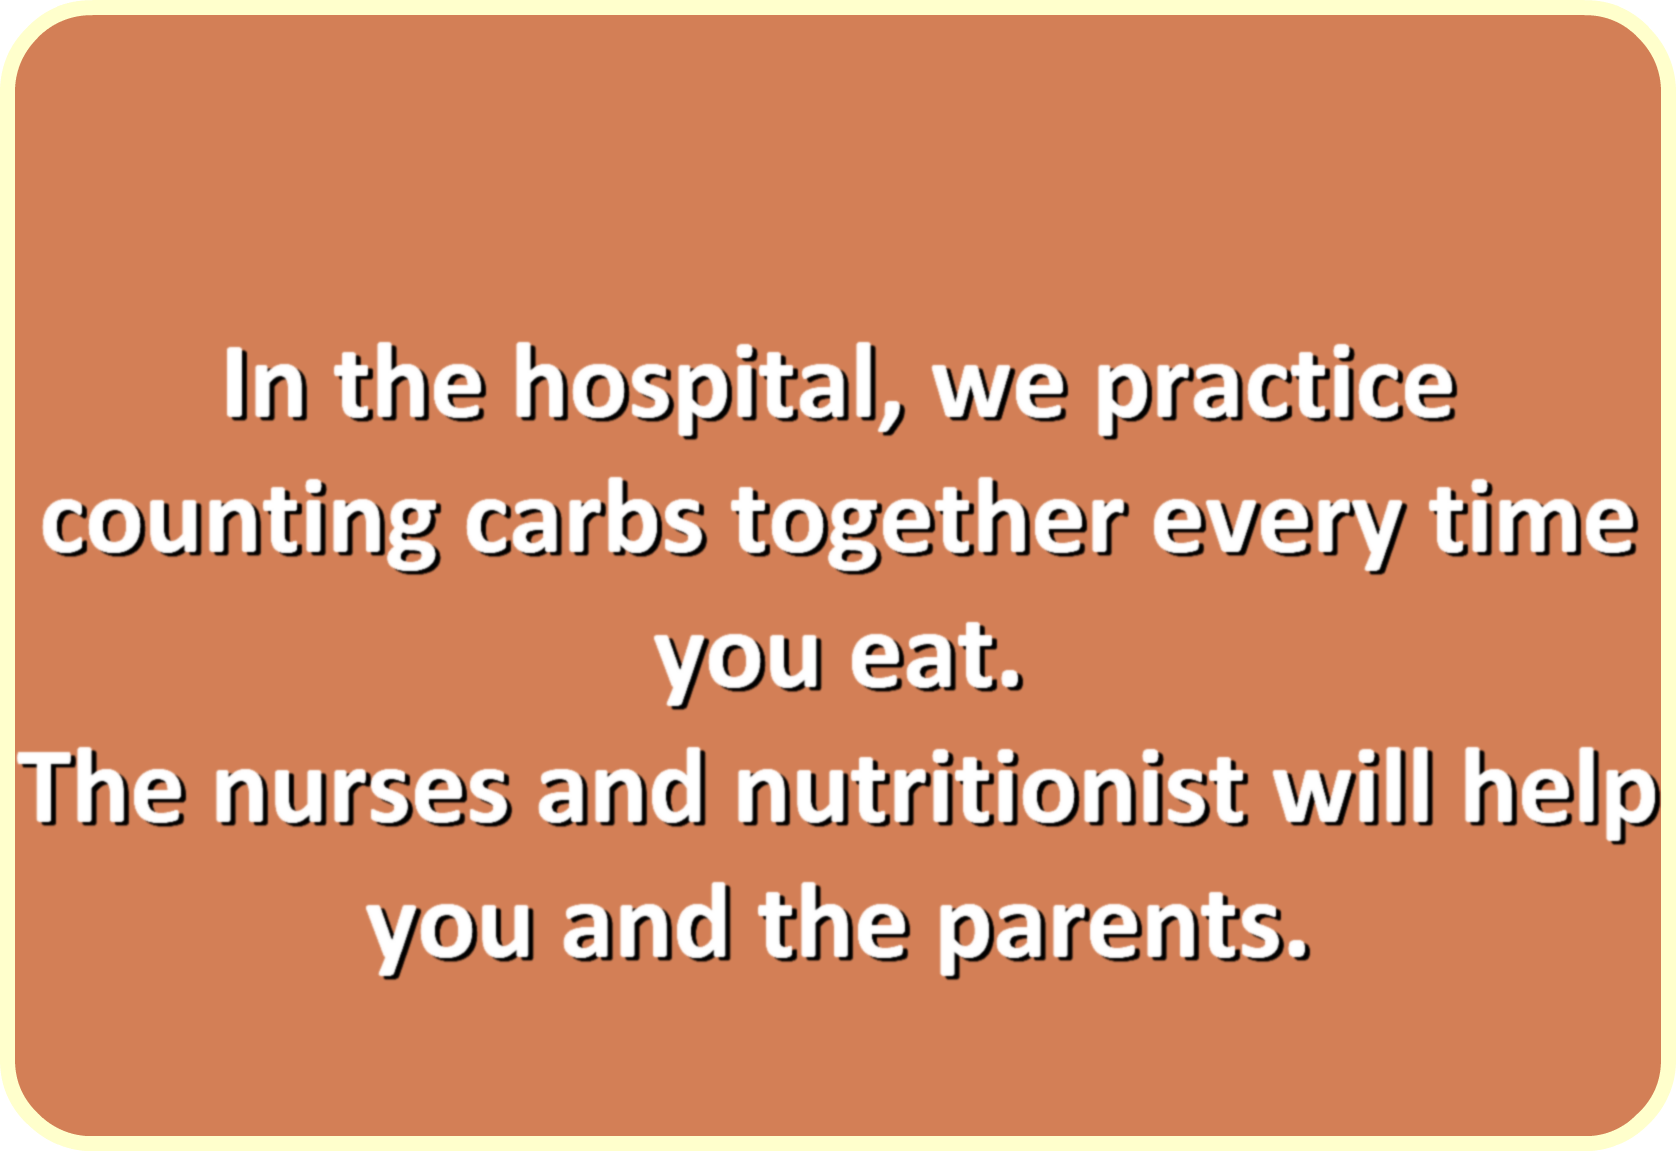 In the hospital, we practice
counting carbs together every time
you eat.
The nurses and nutritionist will help
you and the parents.